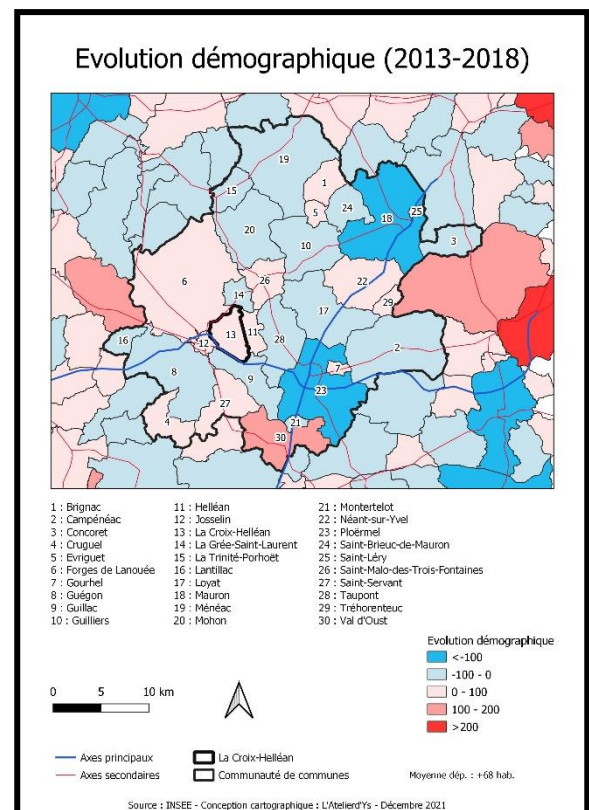 Evolution démographique (2013-2018)
19
1
15
5
24
18
25
20
10
3
6
26
22
14
29
17
13
11
12
28
16
2
8
7
9
23
27
4
21
30
1 : Brignac
2 : Campénéac
3 : Concoret
4 : Cruguel
5 : Evriguet
6 : Forges de Lanouée
7 : Gourhel
8 : Guégon
9 : Guillac
10 : Guilliers
11 : Helléan
12 : Josselin
13 : La Croix-Helléan
14 : La Grée-Saint-Laurent
15 : La Trinité-Porhoët
16 : Lantillac
17 : Loyat
18 : Mauron
19 : Ménéac
20 : Mohon
21 : Montertelot
22 : Néant-sur-Yvel
23 : Ploërmel
24 : Saint-Brieuc-de-Mauron
25 : Saint-Léry
26 : Saint-Malo-des-Trois-Fontaines
27 : Saint-Servant
28 : Taupont
29 : Tréhorenteuc
30 : Val d'Oust
Evolution démographique
<-100
-100 - 0
0 - 100
100 - 200
>200
0 5 10 km
Axes principaux
Axes secondaires
La Croix-Helléan
Communauté de communes
Moyenne dép. : +68 hab.
Source : INSEE - Conception cartographique : L'Atelierd'Ys - Décembre 2021